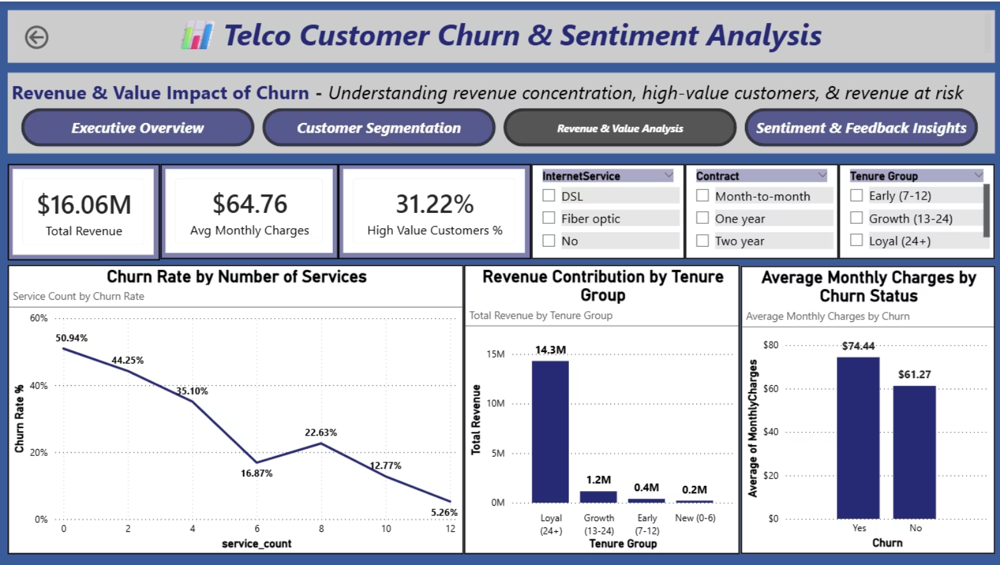 Telco Customer Churn & Sentiment Analysis
Revenue & Value Impact of Churn - Understanding revenue concentration, high-value customers, & revenue at risk
Executive Overview
Customer Segmentation
Revenue & Value Analysis
Sentiment & Feedback Insights
$16.06M
Total Revenue
$64.76
Avg Monthly Charges
31.22%
High Value Customers %
InternetService
DSL
Fiber optic
No
Contract
Month-to-month
One year
Two year
Tenure Group
Early (7-12)
Growth (13-24)
Loyal (24+)
Churn Rate by Number of Services
Service Count by Churn Rate
Churn Rate %
60%
40%
20%
0%
50.94%
44.25%
35.10%
16.87%
22.63%
12.77%
5.26%
0
2
4
6
8
10
12
service_count
Revenue Contribution by Tenure
Group
Total Revenue by Tenure Group
Total Revenue
15M
10M
5M
0M
14.3M
1.2M
0.4M
0.2M
Loyal
(24+)
Growth
(13-24)
Early
(7-12)
New (0-6)
Tenure Group
Average Monthly Charges by
Churn Status
Average Monthly Charges by Churn
Average of MonthlyCharges
$80
$60
$40
$20
$0
$74.44
$61.27
Yes
No
Churn